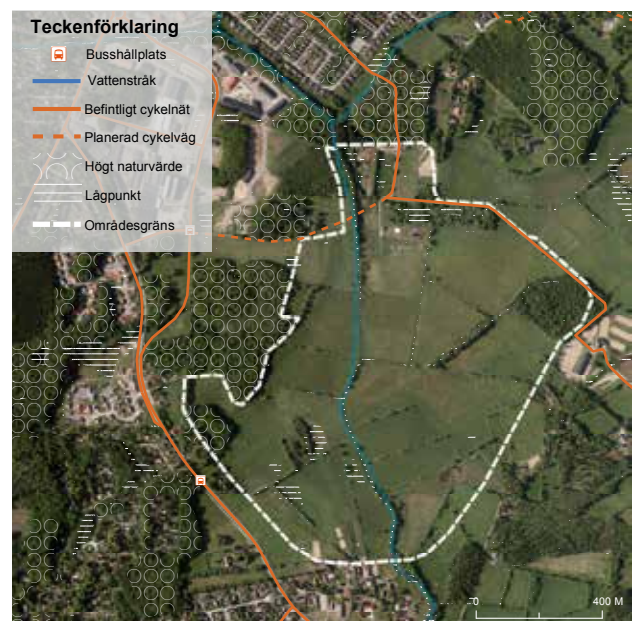 Teckenförklaring
Busshållplats
Vattenstråk
Befintligt cykelnät
Planerad cykelväg
Högt naturvärde
Lågpunkt
Områdesgräns
0 400 M